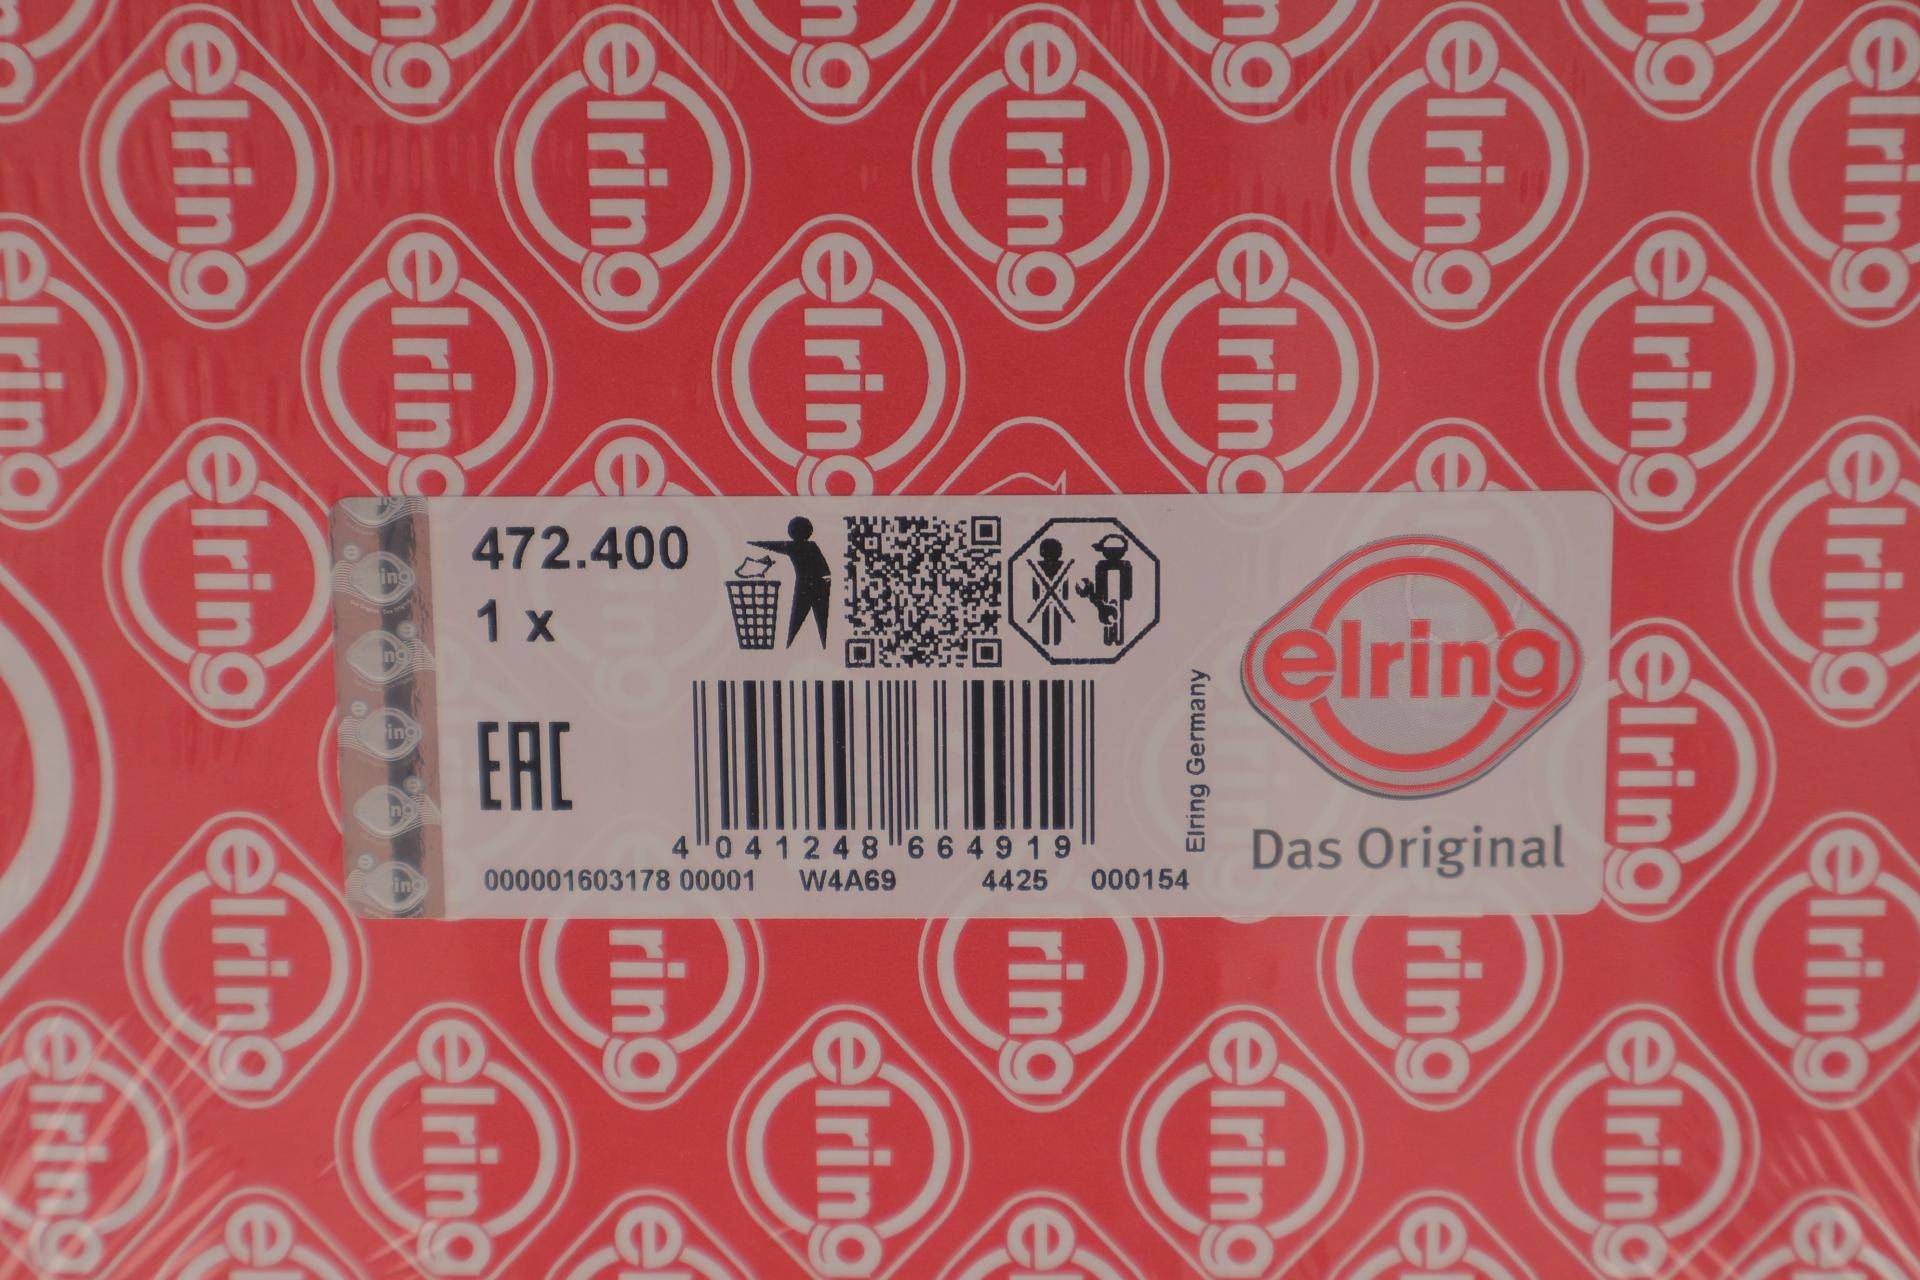 472.400
1 x
EAC
4 041248 664919
000001603178 00001 W4A69 4425 000154
Elring Germany
elring
Das Original